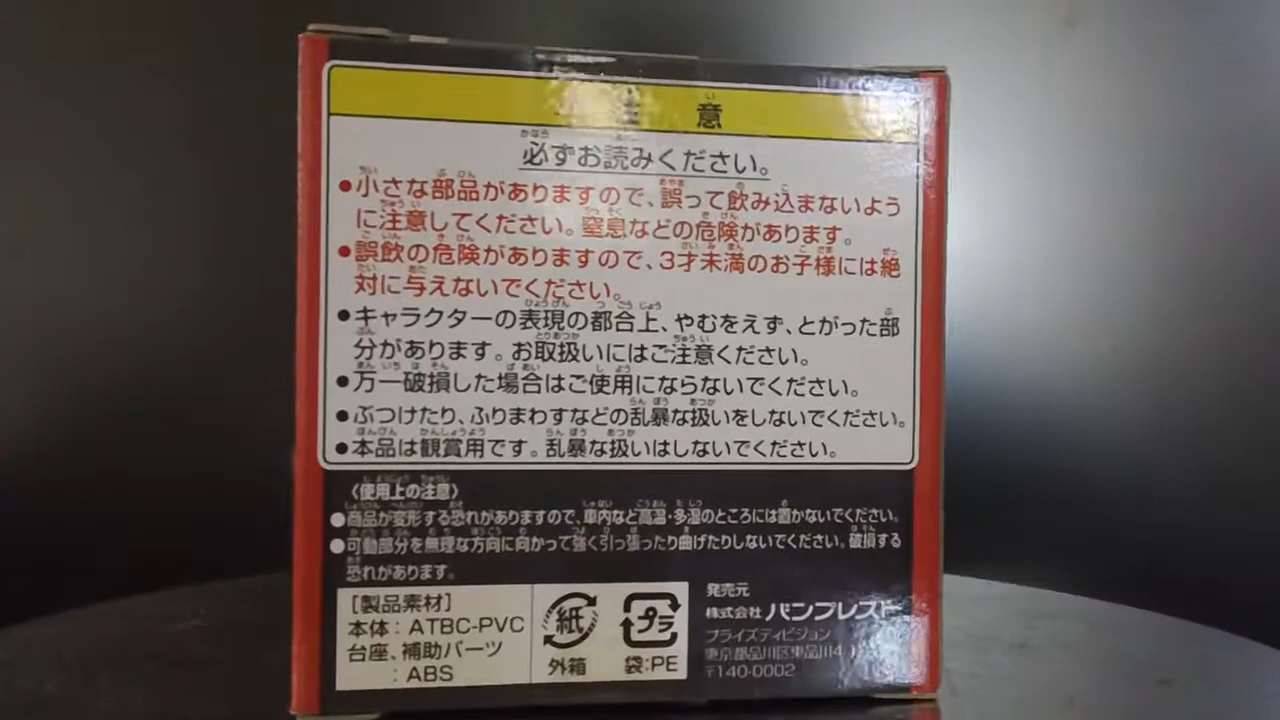 注意
必ずお読みください。
●小さな部品がありますので、誤って飲み込まないよう
に注意してください。窒息などの危険があります。
●誤飲の危険がありますので、3才未満のお子様には絶
対に与えないでください。
●キャラクターの表現の都合上、やむをえず、とがった部
分があります。お取扱いにはご注意ください。
●万一破損した場合はご使用にならないでください。
●ぶつけたり、ふりまわすなどの乱暴な扱いをしないでください。
●本品は観賞用です。乱暴な扱いはしないでください。
〈使用上の注意〉
●商品が変形する恐れがありますので、車内など高温・多湿のところには置かないでください。
●可動部分を無理な方向に向かって強く引っ張ったり曲げたりしないでください。破損する
恐れがあります。
[製品素材]
本体:ATBC-PVC
台座、補助パーツ
:ABS
紙
外箱
プラ
袋:PE
発売元
株式会社 バンプレスト
プライズディビジョン
東京都品川区東品川4
〒140-0002